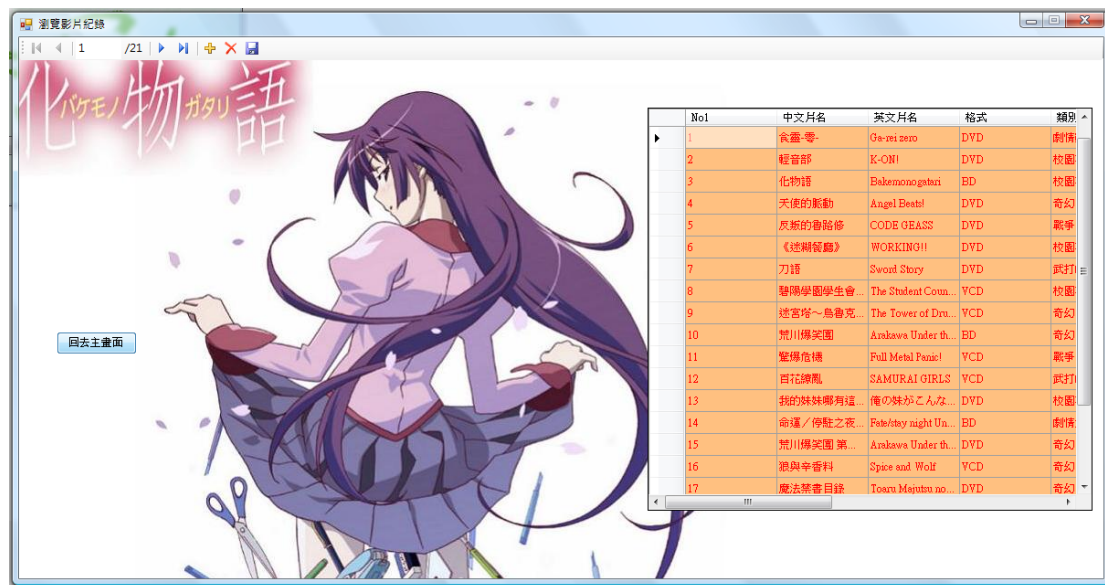 瀏覽影片紀錄
1 /21
化物語
バケモノガタリ
回去主畫面
No1 中文片名 英文片名 格式 類別
1 食靈-零- Ga-rei zero DVD 劇情
2 輕音部 K-ON! DVD 校園
3 化物語 Bakemonogatari BD 校園
4 天使的脈動 Angel Beats! DVD 奇幻
5 反叛的魯路修 CODE GEASS DVD 戰爭
6 《迷糊餐廳》 WORKING!! DVD 校園
7 刀語 Sword Story DVD 武打
8 碧陽學園學生會... The Student Coun... VCD 校園
9 迷宮塔～烏魯克... The Tower of Dru... VCD 奇幻
10 荒川爆笑團 Arakawa Under th... BD 奇幻
11 驚爆危機 Full Metal Panic! VCD 戰爭
12 百花繚亂 SAMURAI GIRLS VCD 武打
13 我的妹妹哪有這... 俺の妹がこんな... DVD 校園
14 命運／停駐之夜... Fate/stay night Un... BD 劇情
15 荒川爆笑團 第... Arakawa Under th... DVD 奇幻
16 狼與辛香料 Spice and Wolf VCD 奇幻
17 魔法禁書目錄 Toaru Majutsu no... DVD 奇幻